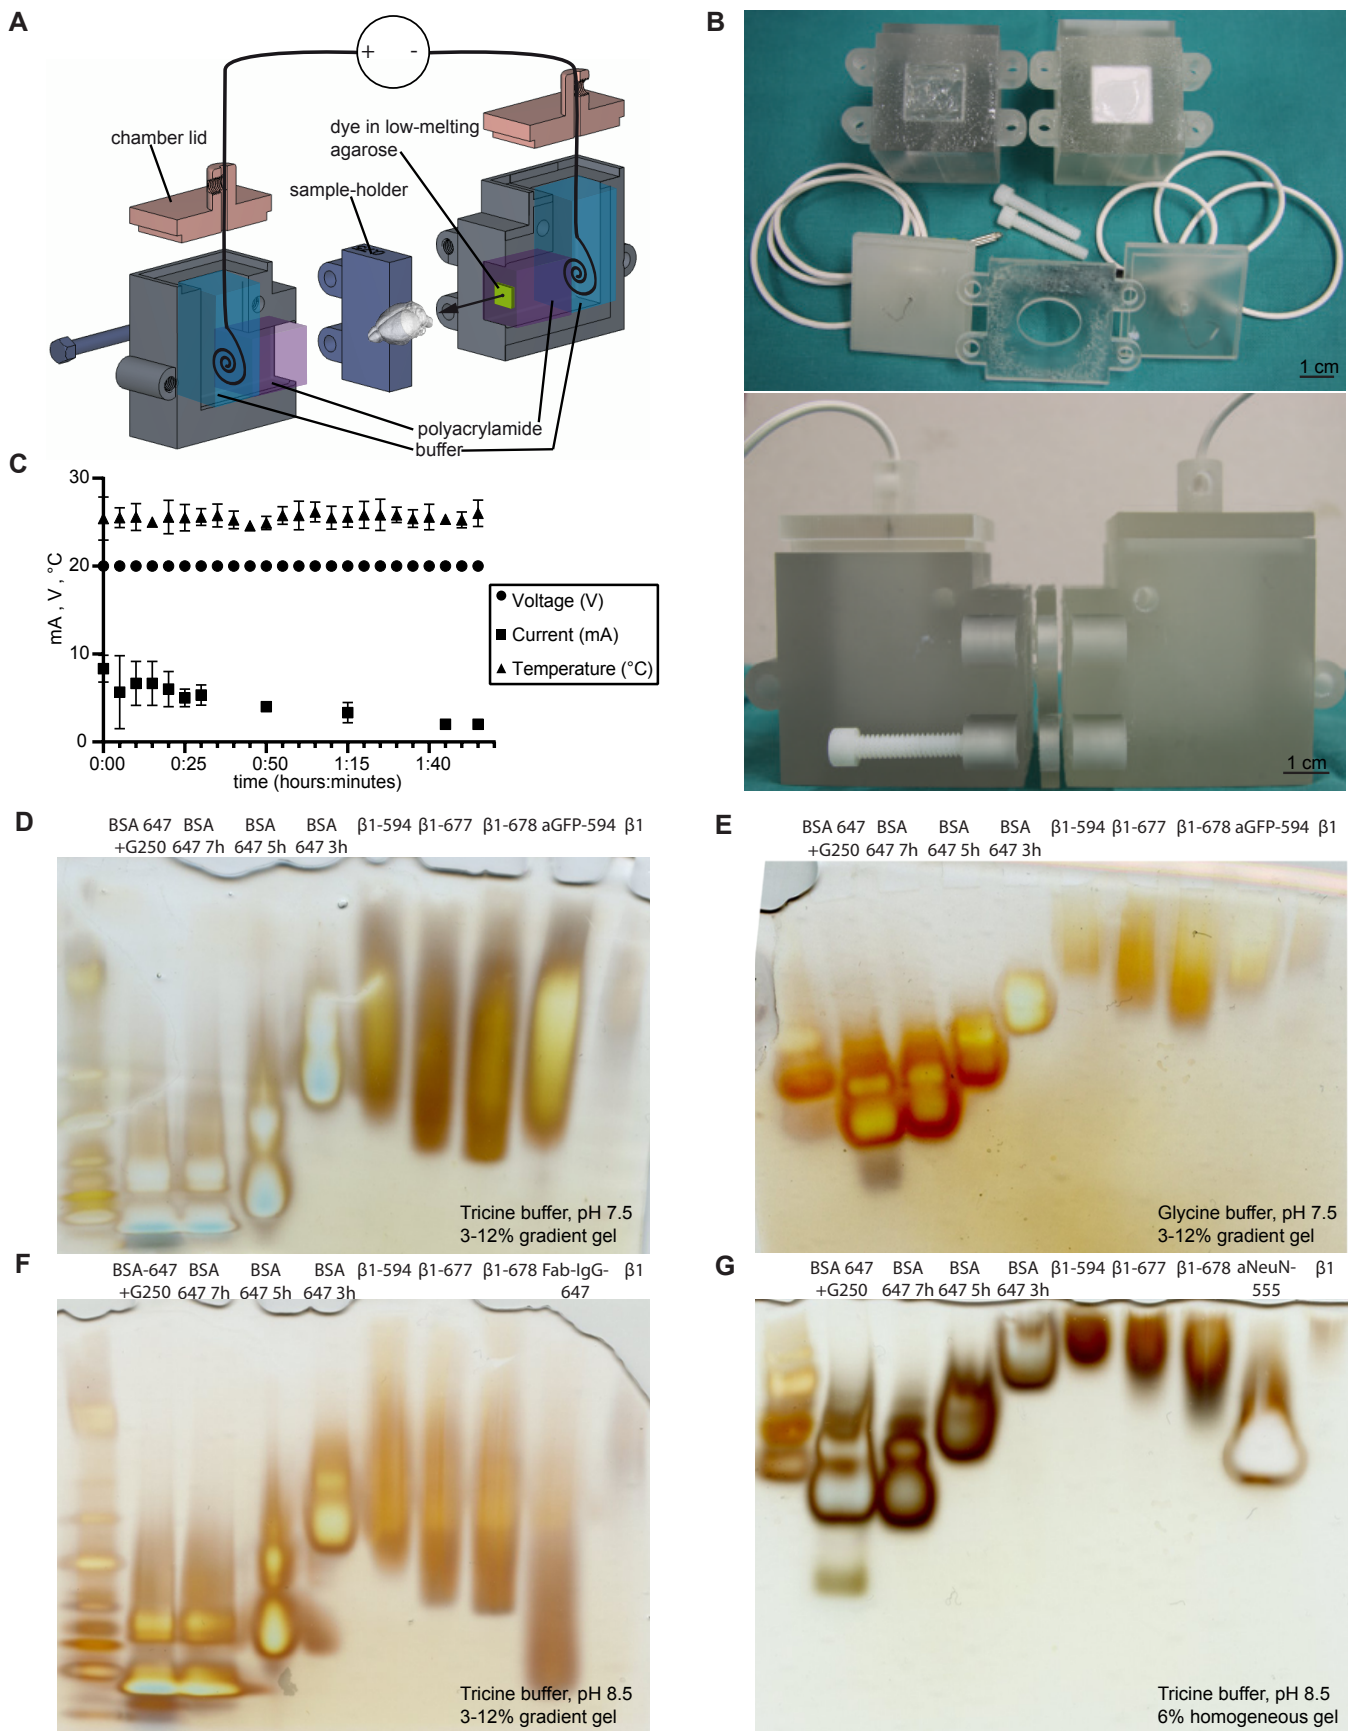 A
+ -
chamber lid
dye in low-melting
agarose
sample-holder
polyacrylamide
buffer
B
1 cm
1 cm
C
30
20
10
0
mA , V , °C
0:00 0:25 0:50 1:15 1:40
time (hours:minutes)
Voltage (V)
Current (mA)
Temperature (°C)
D
BSA 647 BSA BSA BSA β1-594 β1-677 β1-678 aGFP-594 β1
+G250 647 7h 647 5h 647 3h
Tricine buffer, pH 7.5
3-12% gradient gel
E
BSA 647 BSA BSA BSA β1-594 β1-677 β1-678 aGFP-594 β1
+G250 647 7h 647 5h 647 3h
Glycine buffer, pH 7.5
3-12% gradient gel
F
BSA-647 BSA BSA BSA β1-594 β1-677 β1-678 Fab-IgG- β1
+G250 647 7h 647 5h 647 3h 647
Tricine buffer, pH 8.5
3-12% gradient gel
G
BSA 647 BSA BSA BSA β1-594 β1-677 β1-678 aNeuN- β1
+G250 647 7h 647 5h 647 3h 555
Tricine buffer, pH 8.5
6% homogeneous gel